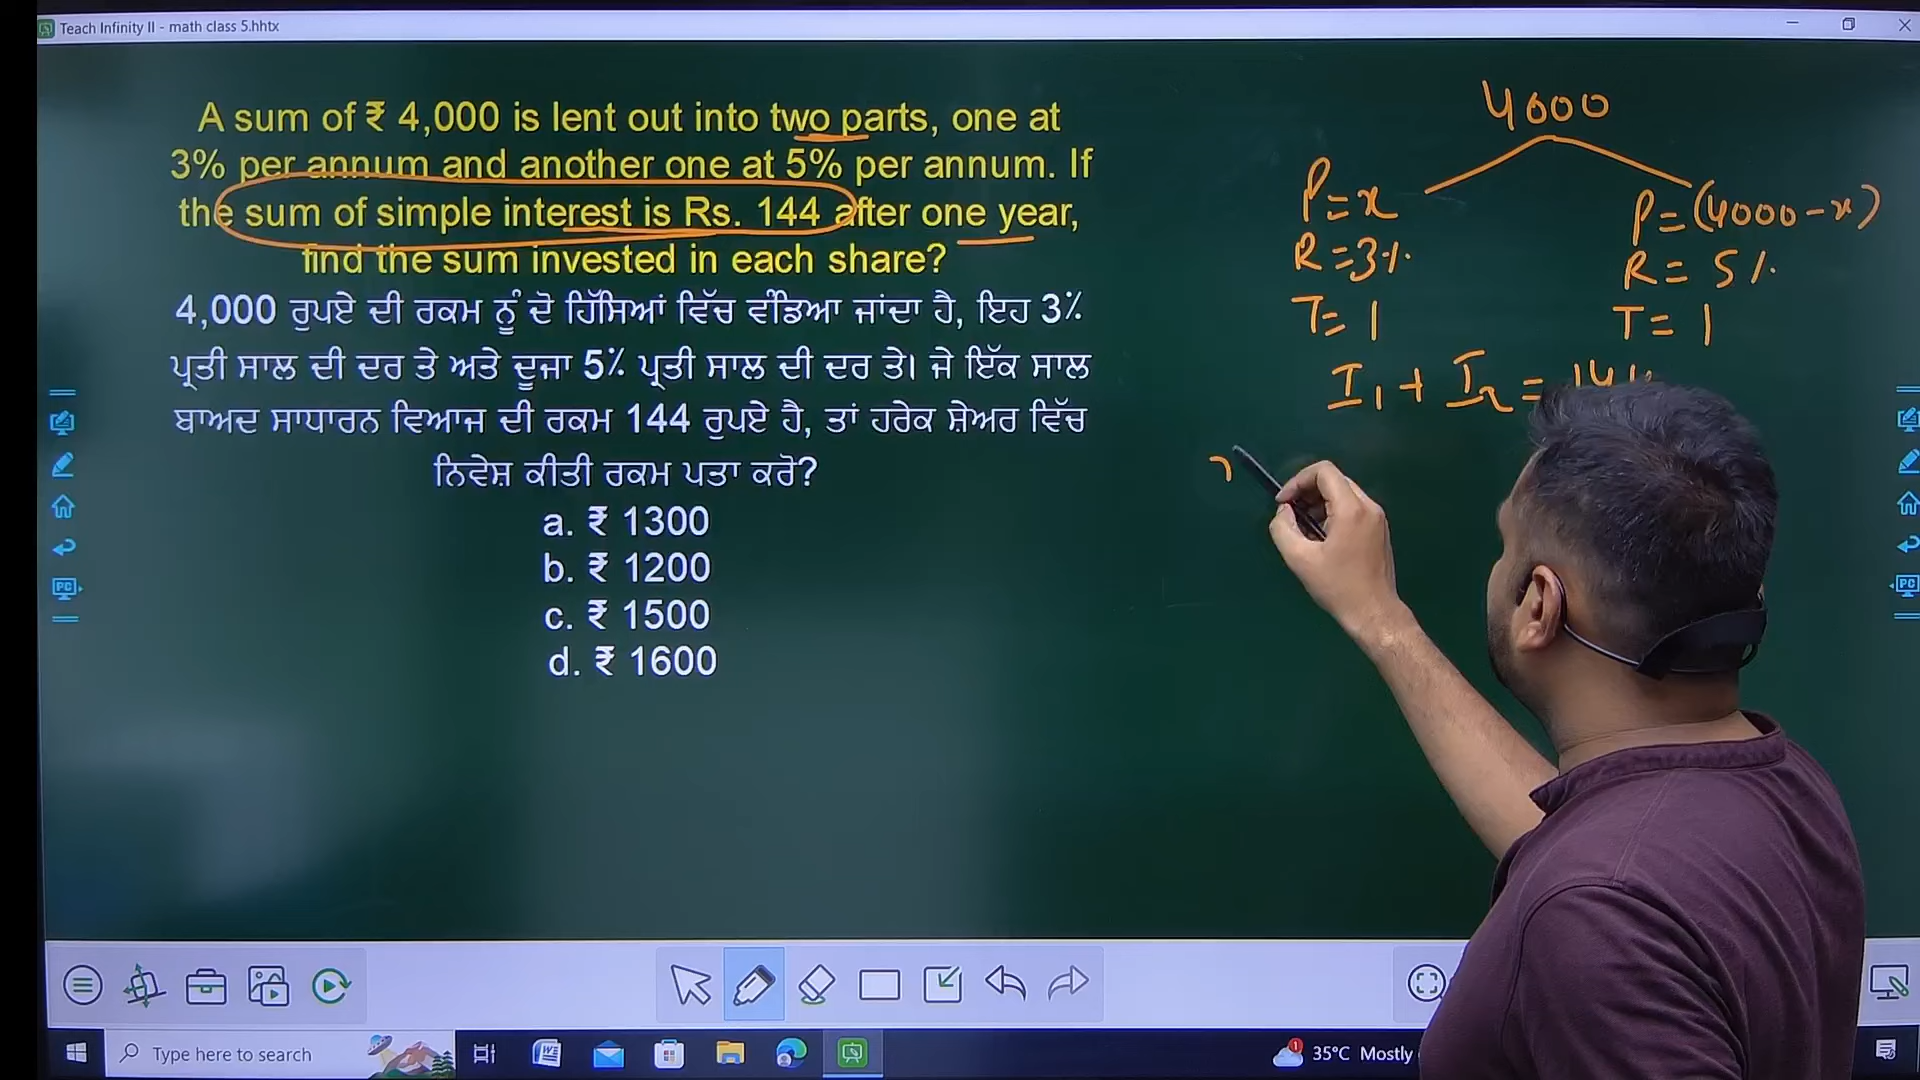 Teach Infinity II - math class 5.hhtx
A sum of ₹ 4,000 is lent out into two parts, one at
3% per annum and another one at 5% per annum. If
the sum of simple interest is Rs. 144 after one year,
find the sum invested in each share?
4,000 ਰੁਪਏ ਦੀ ਰਕਮ ਨੂੰ ਦੋ ਹਿੱਸਿਆਂ ਵਿੱਚ ਵੰਡਿਆ ਜਾਂਦਾ ਹੈ, ਇਹ 3٪
ਪ੍ਰਤੀ ਸਾਲ ਦੀ ਦਰ ਤੇ ਅਤੇ ਦੂਜਾ 5٪ ਪ੍ਰਤੀ ਸਾਲ ਦੀ ਦਰ ਤੇ। ਜੇ ਇੱਕ ਸਾਲ
ਬਾਅਦ ਸਾਧਾਰਨ ਵਿਆਜ ਦੀ ਰਕਮ 144 ਰੁਪਏ ਹੈ, ਤਾਂ ਹਰੇਕ ਸ਼ੇਅਰ ਵਿੱਚ
ਨਿਵੇਸ਼ ਕੀਤੀ ਰਕਮ ਪਤਾ ਕਰੋ?
a. ₹ 1300
b. ₹ 1200
c. ₹ 1500
d. ₹ 1600
4000
P=x
R=3%
T=1
P=(4000-x)
R=5%
T=1
I₁+I₂=144
PC
PC
Type here to search
1
35°C Mostly